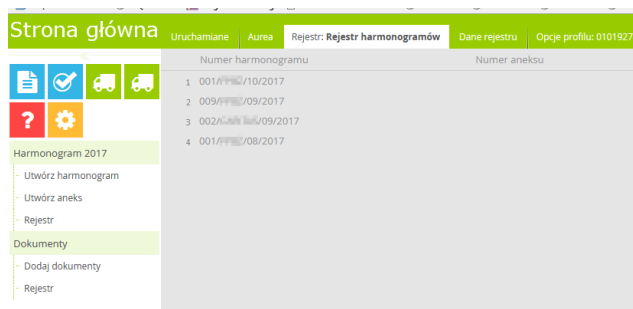 Strona główna
Uruchamiane Aurea Rejestr: Rejestr harmonogramów Dane rejestru Opcje profilu: 0101927
Numer harmonogramu Numer aneksu
1 001/ /10/2017
2 009/ /09/2017
3 002/ /09/2017
4 001/ /08/2017
?
Harmonogram 2017
Utwórz harmonogram
Utwórz aneks
Rejestr
Dokumenty
Dodaj dokumenty
Rejestr